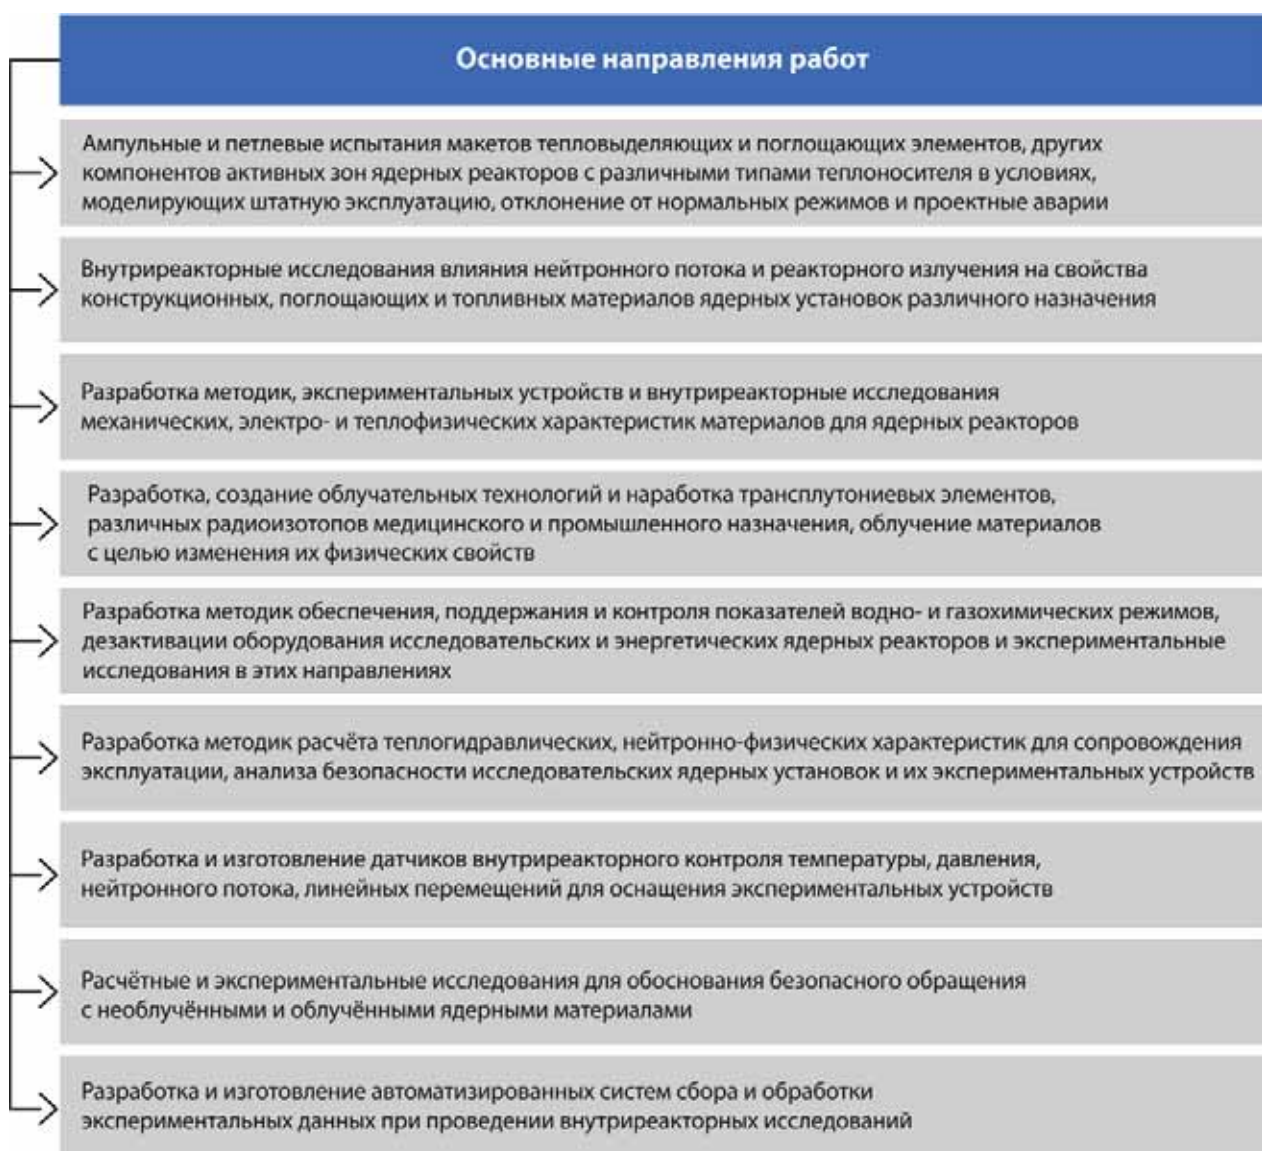 Основные направления работ
Ампульные и петлевые испытания макетов тепловыделяющих и поглощающих элементов, других
компонентов активных зон ядерных реакторов с различными типами теплоносителя в условиях,
моделирующих штатную эксплуатацию, отклонение от нормальных режимов и проектные аварии
Внутриреакторные исследования влияния нейтронного потока и реакторного излучения на свойства
конструкционных, поглощающих и топливных материалов ядерных установок различного назначения
Разработка методик, экспериментальных устройств и внутриреакторные исследования
механических, электро- и теплофизических характеристик материалов для ядерных реакторов
Разработка, создание облучательных технологий и наработка трансплутониевых элементов,
различных радиоизотопов медицинского и промышленного назначения, облучение материалов
с целью изменения их физических свойств
Разработка методик обеспечения, поддержания и контроля показателей водно- и газохимических режимов,
дезактивации оборудования исследовательских и энергетических ядерных реакторов и экспериментальные
исследования в этих направлениях
Разработка методик расчёта теплогидравлических, нейтронно-физических характеристик для сопровождения
эксплуатации, анализа безопасности исследовательских ядерных установок и их экспериментальных устройств
Разработка и изготовление датчиков внутриреакторного контроля температуры, давления,
нейтронного потока, линейных перемещений для оснащения экспериментальных устройств
Расчётные и экспериментальные исследования для обоснования безопасного обращения
с необлучёнными и облучёнными ядерными материалами
Разработка и изготовление автоматизированных систем сбора и обработки
экспериментальных данных при проведении внутриреакторных исследований